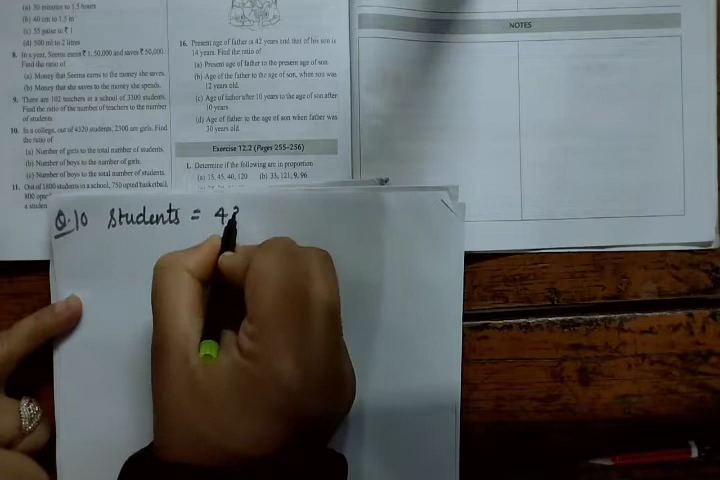 (a) 30 minutes to 1.5 hours
(b) 40 cm to 1.5 m
(c) 55 paise to ₹ 1
(d) 500 ml to 2 litres
8. In a year, Seema earns ₹ 1,50,000 and saves ₹ 50,000.
Find the ratio of
(a) Money that Seema earns to the money she saves.
(b) Money that she saves to the money she spends.
9. There are 102 teachers in a school of 3300 students.
Find the ratio of the number of teachers to the number
of students.
10. In a college, out of 4320 students, 2300 are girls. Find
the ratio of
(a) Number of girls to the total number of students.
(b) Number of boys to the number of girls.
(c) Number of boys to the total number of students.
11. Out of 1800 students in a school, 750 opted basketball,
800
a studen
16. Present age of father is 42 years and that of his son is
14 years. Find the ratio of
(a) Present age of father to the present age of son.
(b) Age of the father to the age of son, when son was
12 years old.
(c) Age of father after 10 years to the age of son after
10 years.
(d) Age of father to the age of son when father was
30 years old.
Exercise 12.2 (Pages 255-256)
1. Determine if the following are in proportion
(a) 15, 45, 40, 120 (b) 33, 121, 9, 96
NOTES
Q.10 Students = 43